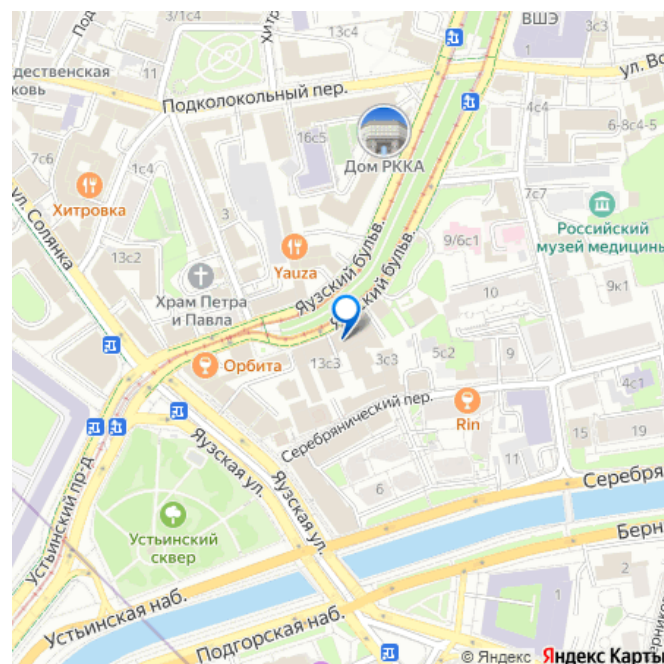 3/1с4
ВШЭ
11
1
дественская
ковь
Подколокольный пер.
ул. Во
4с4
16с5
6-8с4-5
7с6
1с4
Дом РККА
Хитровка
7с7
ул. Солянка
3
Российский
музей медицины
9/6с1
13с2
Yauza
Яузский бульв.
Храм Петра
и Павла
10
9к1
Орбита
13с3
3с3
5с2
9
4с1
Серебрянический пер.
Rin
15
19
Яузская ул.
Яузская ул.
11
6
Серебря
Устьинский пр-д
Устьинский
сквер
1
Берн
Устьинская наб.
2
Подгорская наб.
© Яндекс Яндекс Карты